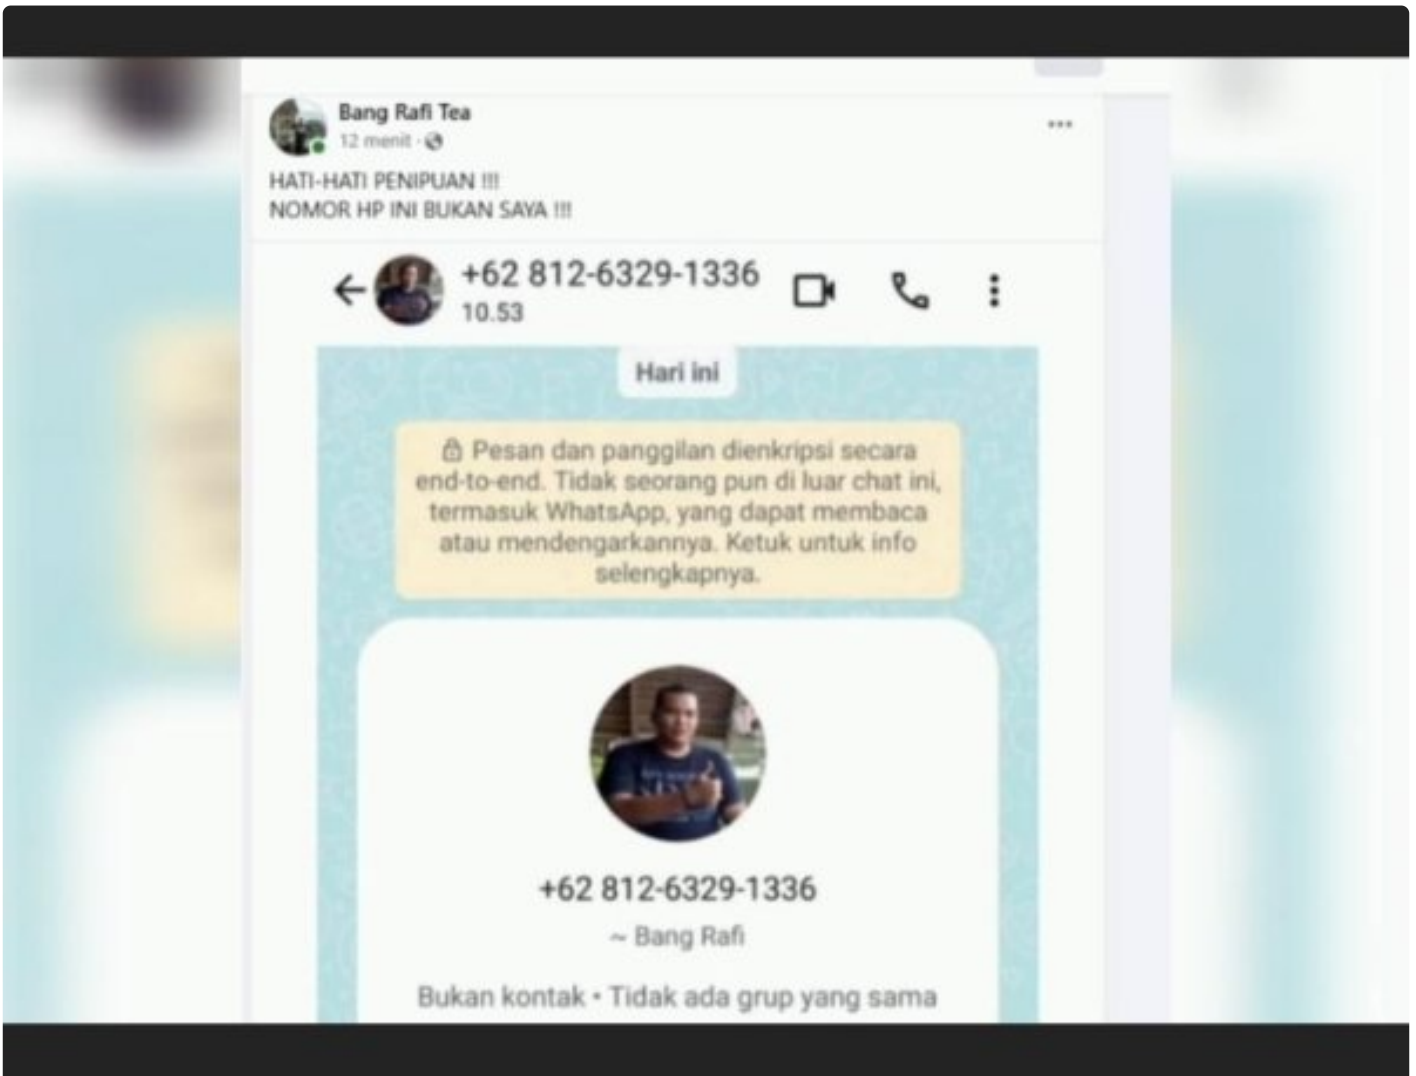 Bang Rafi Tea
12 menit ·
HATI-HATI PENIPUAN !!!
NOMOR HP INI BUKAN SAYA !!!
+62 812-6329-1336
10.53
Hari ini
Pesan dan panggilan dienkripsi secara
end-to-end. Tidak seorang pun di luar chat ini,
termasuk WhatsApp, yang dapat membaca
atau mendengarkannya. Ketuk untuk info
selengkapnya.
+62 812-6329-1336
~ Bang Rafi
Bukan kontak • Tidak ada grup yang sama